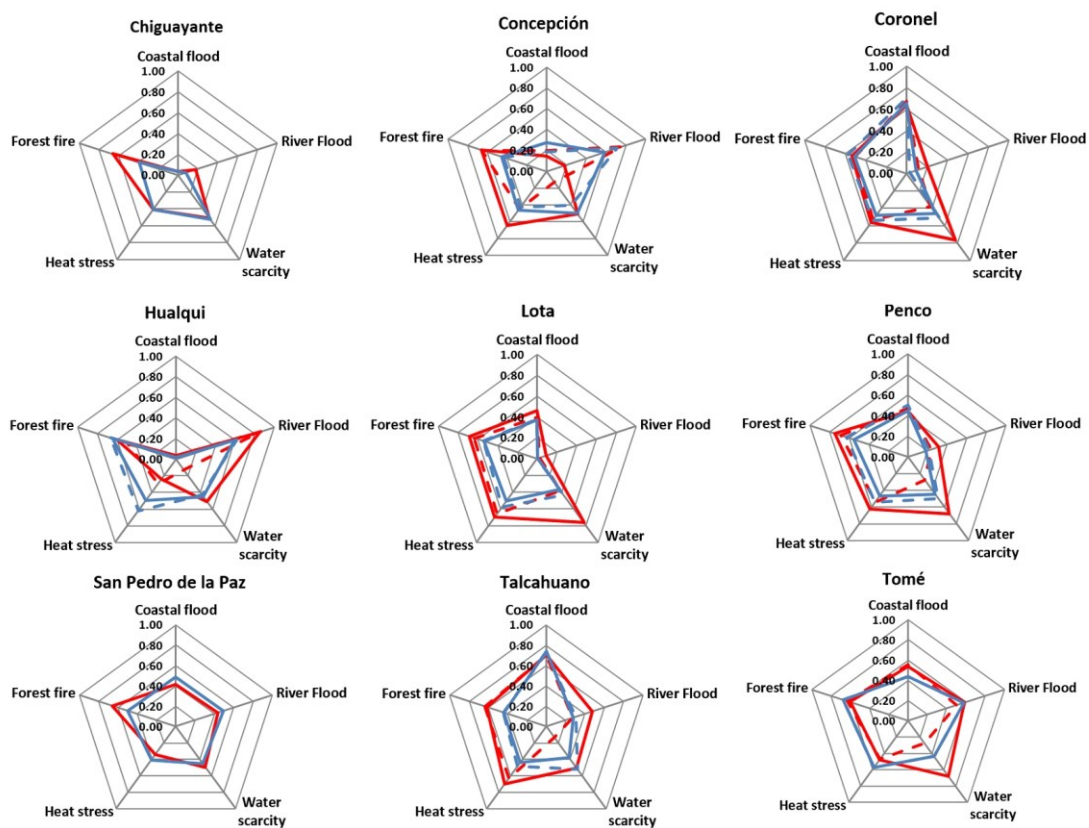 Chiguayante
Coastal flood
1.00
0.80
0.60
0.40
0.20
0.00
Forest fire
River Flood
Heat stress
Water
scarcity
Concepción
Coastal flood
1.00
0.80
0.60
0.40
0.20
0.00
Forest fire
River Flood
Heat stress
Water
scarcity
Coronel
Coastal flood
1.00
0.80
0.60
0.40
0.20
0.00
Forest fire
River Flood
Heat stress
Water
scarcity
Hualqui
Coastal flood
1.00
0.80
0.60
0.40
0.20
0.00
Forest fire
River Flood
Heat stress
Water
scarcity
Lota
Coastal flood
1.00
0.80
0.60
0.40
0.20
0.00
Forest fire
River Flood
Heat stress
Water
scarcity
Penco
Coastal flood
1.00
0.80
0.60
0.40
0.20
0.00
Forest fire
River Flood
Heat stress
Water
scarcity
San Pedro de la Paz
Coastal flood
1.00
0.80
0.60
0.40
0.20
0.00
Forest fire
River Flood
Heat stress
Water
scarcity
Talcahuano
Coastal flood
1.00
0.80
0.60
0.40
0.20
0.00
Forest fire
River Flood
Heat stress
Water
scarcity
Tomé
Coastal flood
1.00
0.80
0.60
0.40
0.20
0.00
Forest fire
River Flood
Heat stress
Water
scarcity